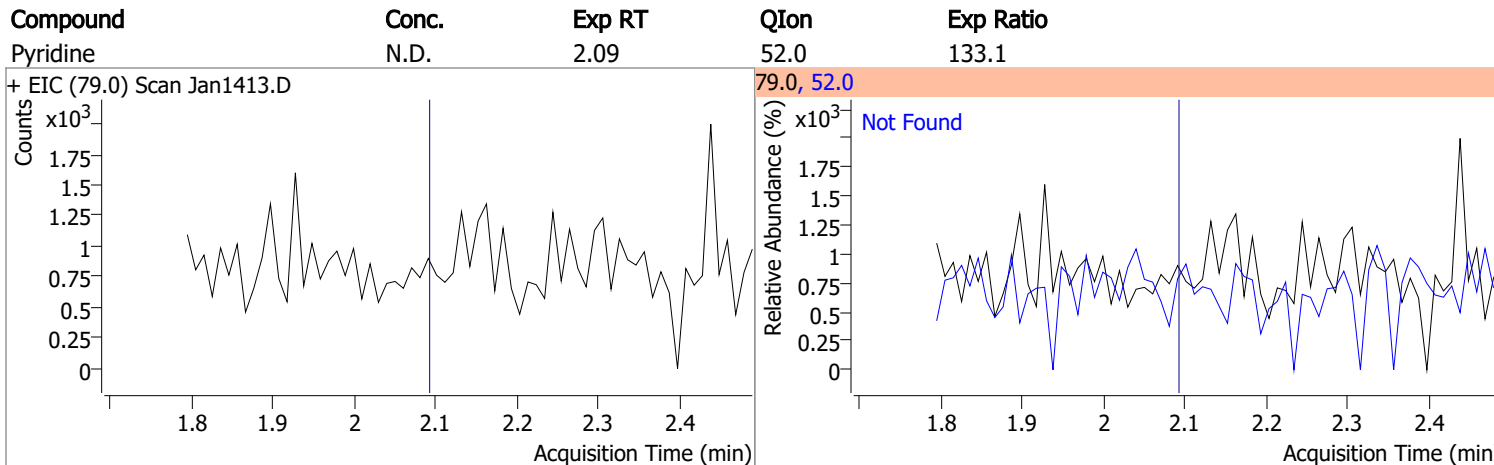 Compound Conc. Exp RT QIon Exp Ratio
Pyridine N.D. 2.09 52.0 133.1
+ EIC (79.0) Scan Jan1413.D
Counts
x10³
1.75
1.5
1.25
1
0.75
0.5
0.25
0
1.8 1.9 2 2.1 2.2 2.3 2.4
Acquisition Time (min)
79.0, 52.0
Relative Abundance (%)
x10³
Not Found
1.75
1.5
1.25
1
0.75
0.5
0.25
0
1.8 1.9 2 2.1 2.2 2.3 2.4
Acquisition Time (min